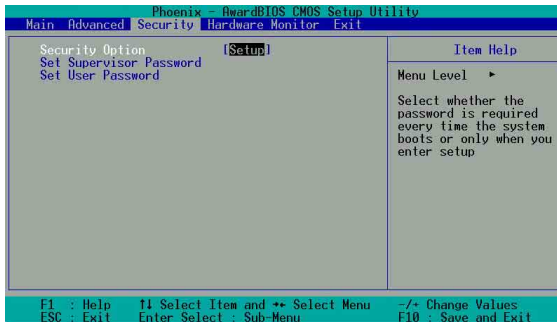 Phoenix - AwardBIOS CMOS Setup Utility
Main Advanced Security Hardware Monitor Exit
Security Option [Setup]
Set Supervisor Password
Set User Password
Item Help
Menu Level ►
Select whether the
password is required
every time the system
boots or only when you
enter setup
F1 : Help ↑↓ Select Item and ←→ Select Menu -/+ Change Values
ESC : Exit Enter Select : Sub-Menu F10 : Save and Exit